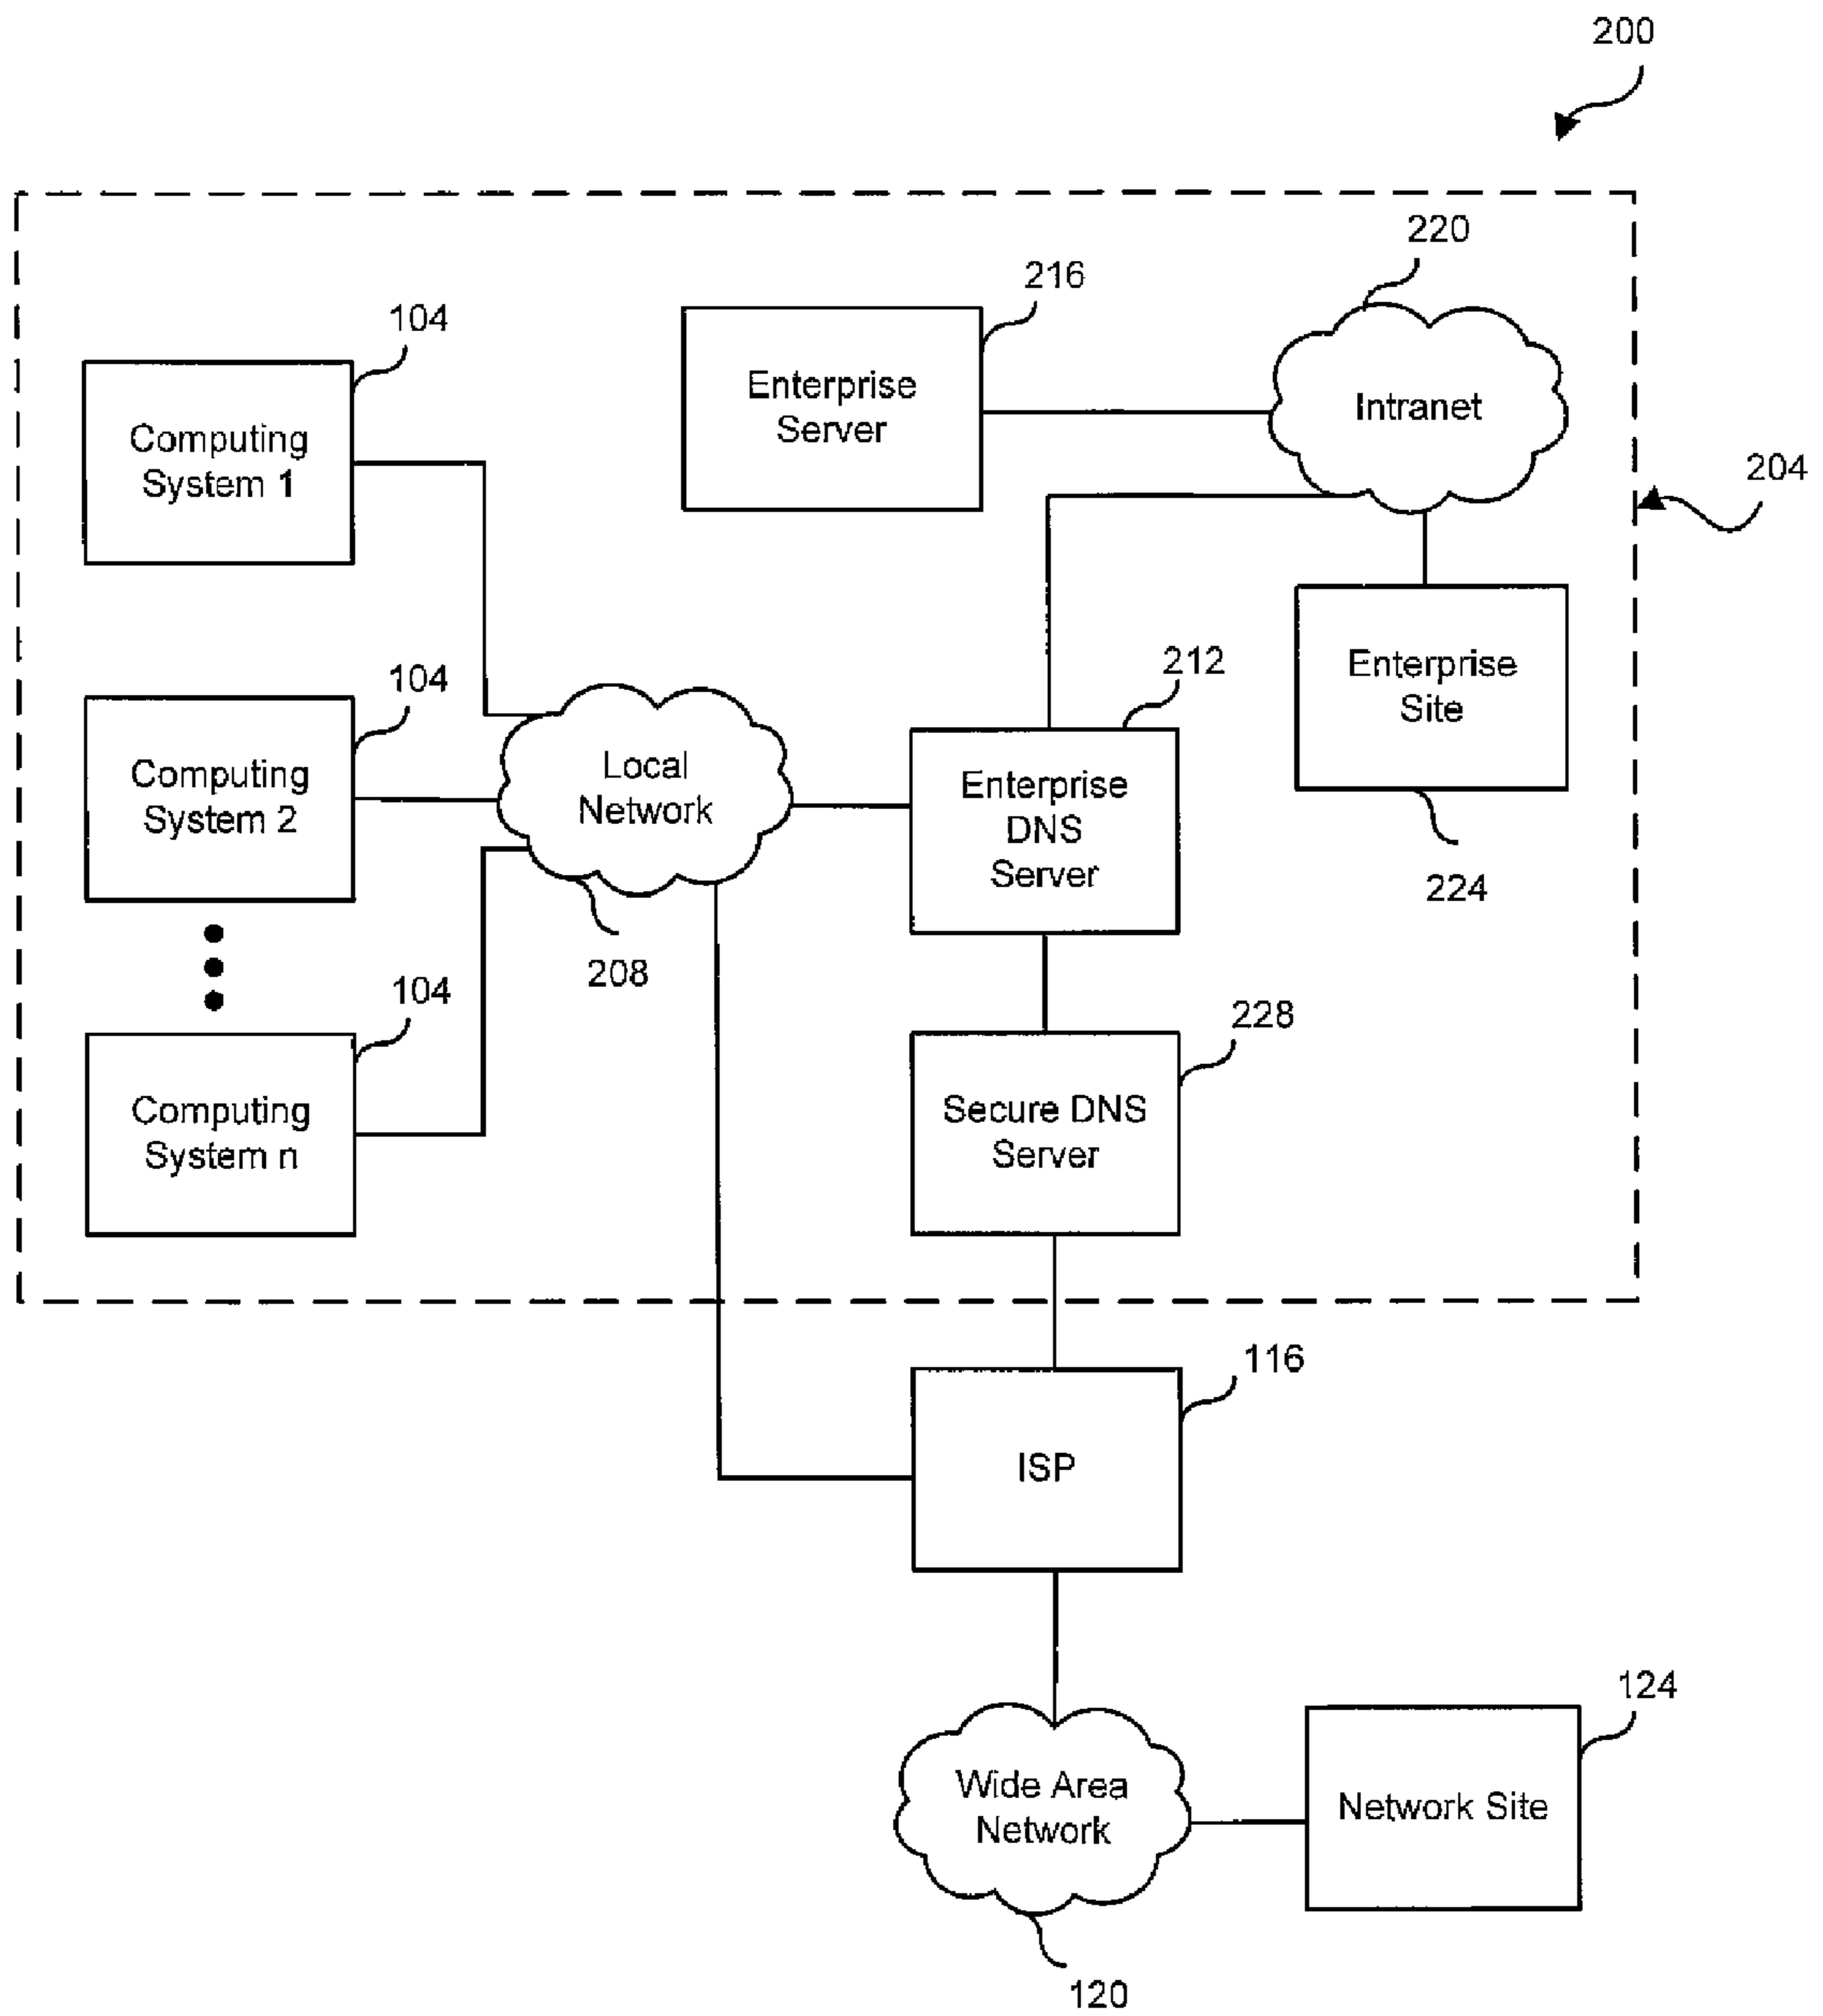 200
220
216
104
Enterprise
Server
Intranet
Computing
System 1
204
212
104
Enterprise
Site
Local
Network
Computing
System 2
Enterprise
DNS
Server
224
208
104
228
Computing
System n
Secure DNS
Server
116
ISP
124
Wide Area
Network
Network Site
120